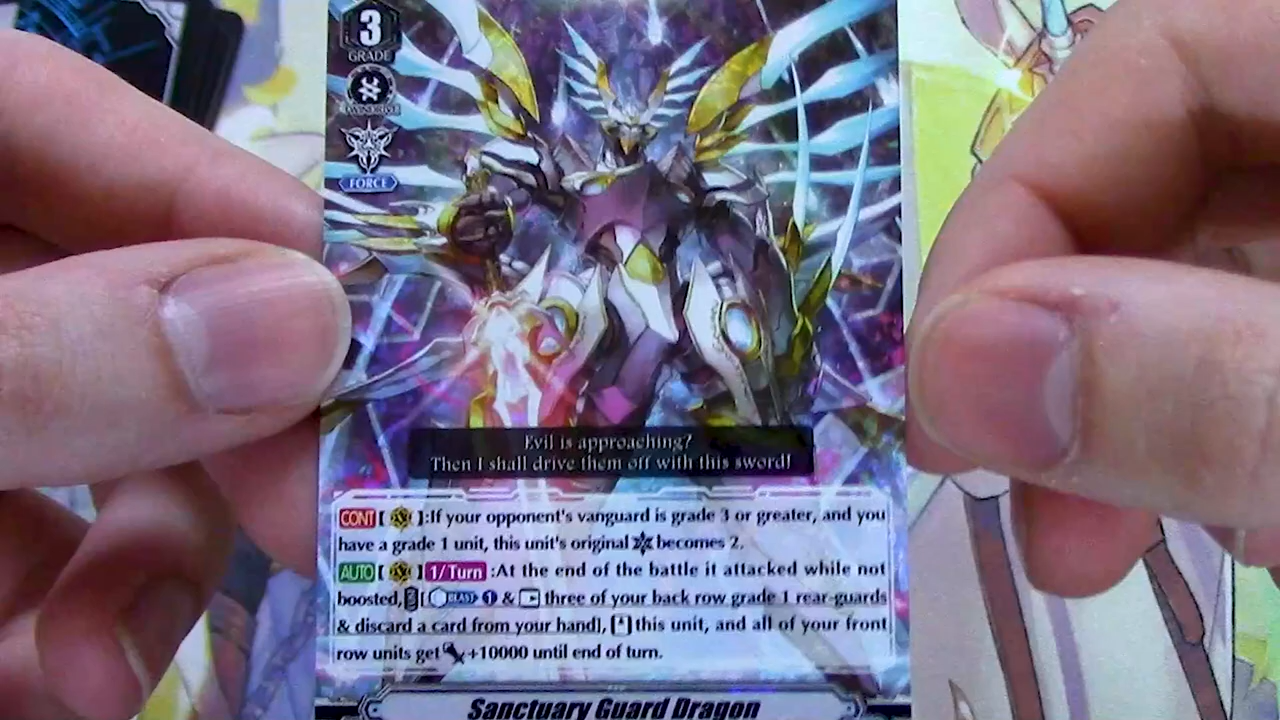 3
GRADE
FORCE
Evil is approaching?
Then I shall drive them off with this sword!
CONT [ ]:If your opponent's vanguard is grade 3 or greater, and you
have a grade 1 unit, this unit's original becomes 2.
AUTO [ ] 1/Turn :At the end of the battle it attacked while not
boosted, [ BLAST 1 & three of your back row grade 1 rear-guards
& discard a card from your hand], this unit, and all of your front
row units get +10000 until end of turn.
Sanctuary Guard Dragon